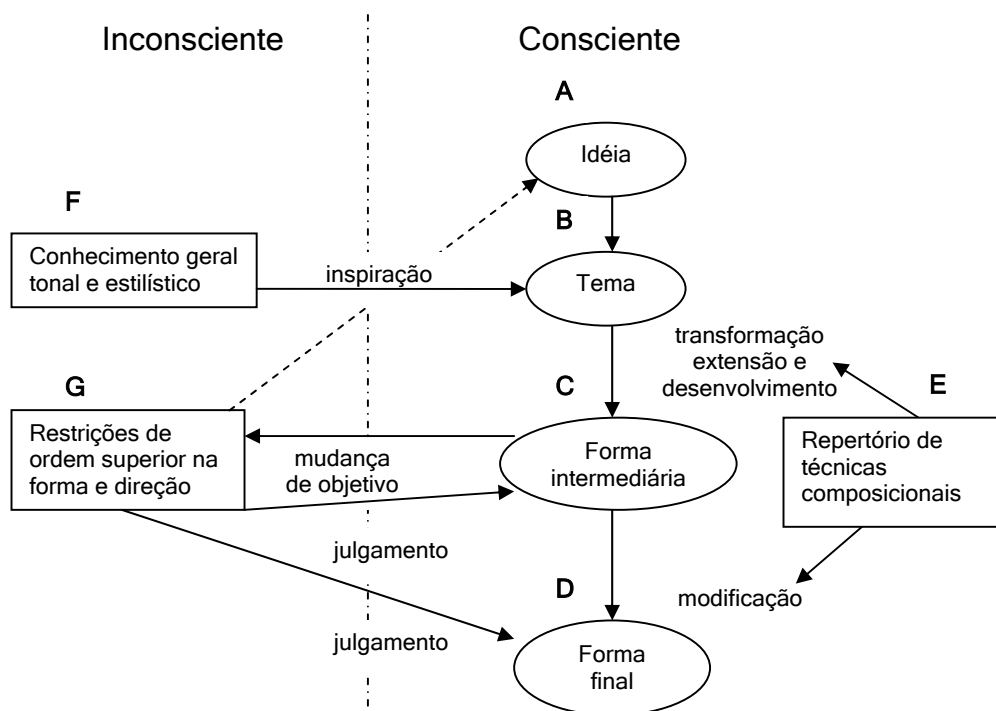 Inconsciente
Consciente
A
Idéia
F
B
Conhecimento geral
tonal e estilístico
inspiração
Tema
transformação
extensão e
desenvolvimento
G
C
E
Restrições de
ordem superior na
forma e direção
mudança
de objetivo
Forma
intermediária
Repertório de
técnicas
composicionais
julgamento
D
modificação
julgamento
Forma
final